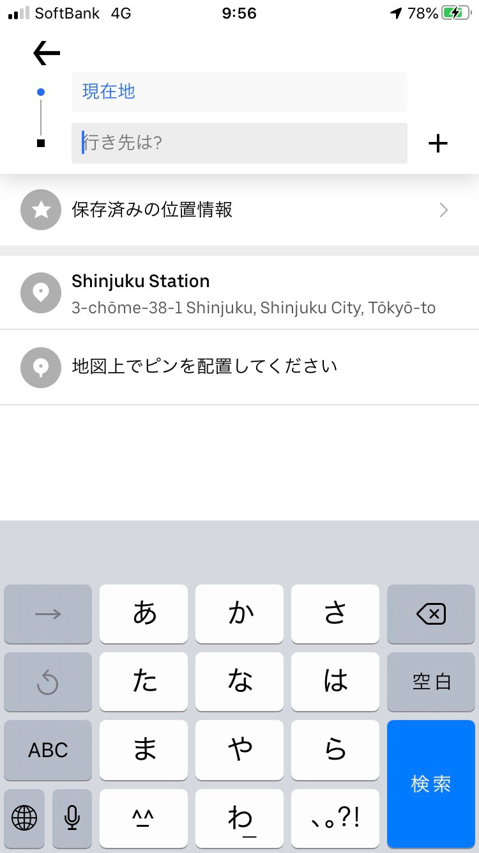 SoftBank 4G 9:56 78%
現在地
行き先は?
保存済みの位置情報
Shinjuku Station
3-chōme-38-1 Shinjuku, Shinjuku City, Tōkyō-to
地図上でピンを配置してください
→ あ か さ
た な は 空白
ABC ま や ら 検索
^_^ わ_ 、。?!